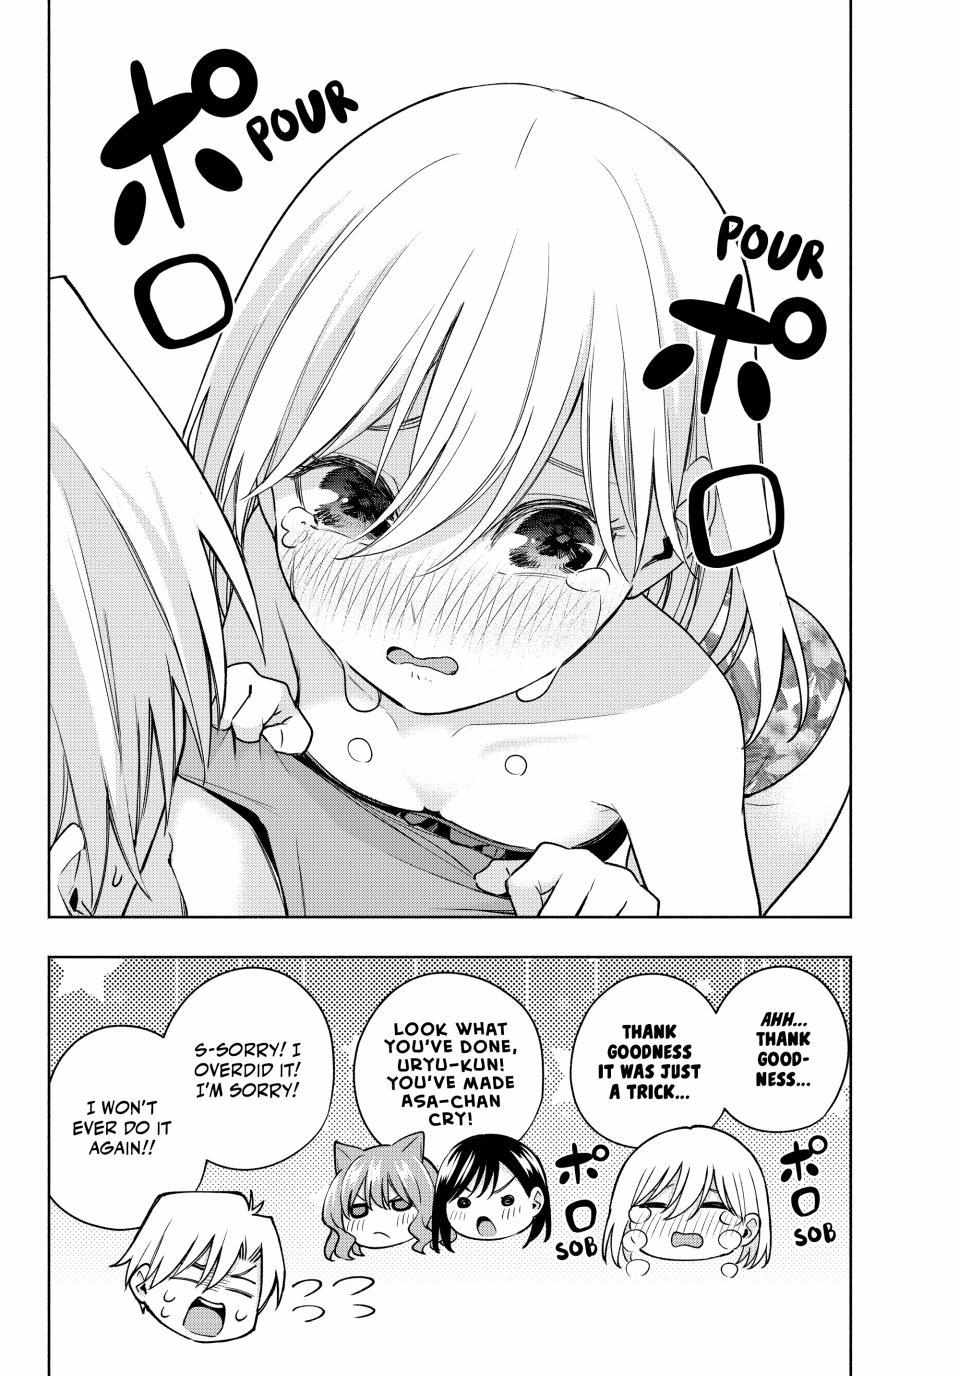 ポロ
POUR
POUR
ポロ
AHH...
THANK
GOOD-
NESS...
THANK
GOODNESS
IT WAS JUST
A TRICK...
ポロ
SOB
ポロ
SOB
LOOK WHAT
YOU'VE DONE,
URYU-KUN!
YOU'VE MADE
ASA-CHAN
CRY!
S-SORRY! I
OVERDID IT!
I'M SORRY!
I WON'T
EVER DO IT
AGAIN!!